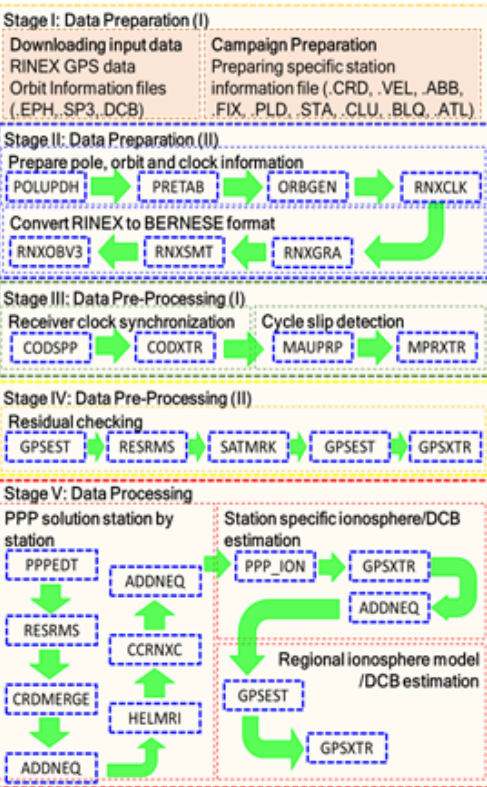 Stage I: Data Preparation (I)
Downloading input data
RINEX GPS data
Orbit Information files
(.EPH,.SP3,.DCB)
Campaign Preparation
Preparing specific station
information file (.CRD, .VEL, .ABB,
.FIX, .PLD, .STA, .CLU, .BLQ, .ATL)
Stage II: Data Preparation (II)
Prepare pole, orbit and clock information
POLUPDH
PRETAB
ORBGEN
RNXCLK
Convert RINEX to BERNESE format
RNXOBV3
RNXSMT
RNXGRA
Stage III: Data Pre-Processing (I)
Receiver clock synchronization
CODSPP
CODXTR
Cycle slip detection
MAUPRP
MPRXTR
Stage IV: Data Pre-Processing (II)
Residual checking
GPSEST
RESRMS
SATMRK
GPSEST
GPSXTR
Stage V: Data Processing
PPP solution station by
station
PPPEDT
RESRMS
CRDMERGE
ADDNEQ
HELMRI
CCRNXC
ADDNEQ
Station specific ionosphere/DCB
estimation
PPP_ION
GPSXTR
ADDNEQ
Regional ionosphere model
/DCB estimation
GPSEST
GPSXTR